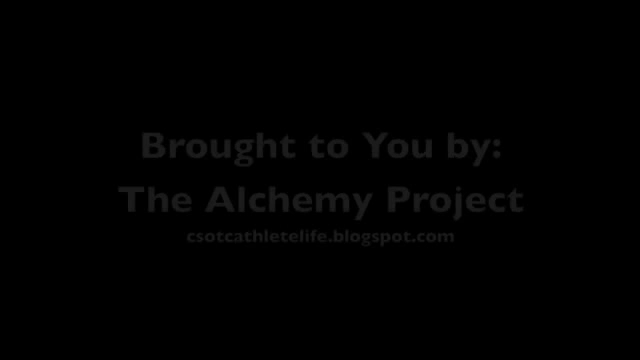 Brought to You by:
The Alchemy Project
csotcathletelife.blogspot.com